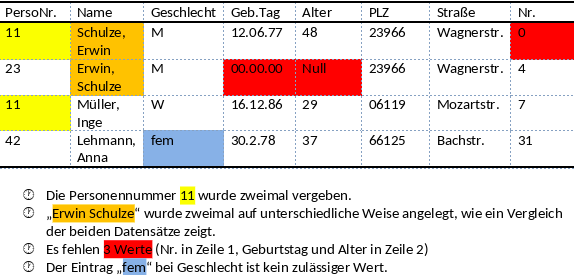 PersoNr. Name Geschlecht Geb.Tag Alter PLZ Straße Nr.
11 Schulze, M 12.06.77 48 23966 Wagnerstr. 0
Erwin
23 Erwin, M 00.00.00 Null 23966 Wagnerstr. 4
Schulze
11 Müller, W 16.12.86 29 06119 Mozartstr. 7
Inge
42 Lehmann, fem 30.2.78 37 66125 Bachstr. 31
Anna
Die Personennummer 11 wurde zweimal vergeben.
„Erwin Schulze“ wurde zweimal auf unterschiedliche Weise angelegt, wie ein Vergleich
der beiden Datensätze zeigt.
Es fehlen 3 Werte (Nr. in Zeile 1, Geburtstag und Alter in Zeile 2)
Der Eintrag „fem“ bei Geschlecht ist kein zulässiger Wert.